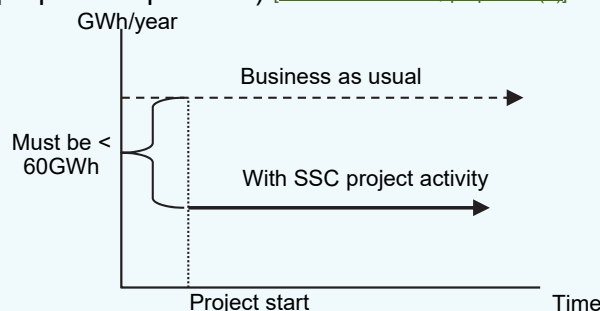 GWh/year
Business as usual
Must be <
60GWh
With SSC project activity
Project start
Time